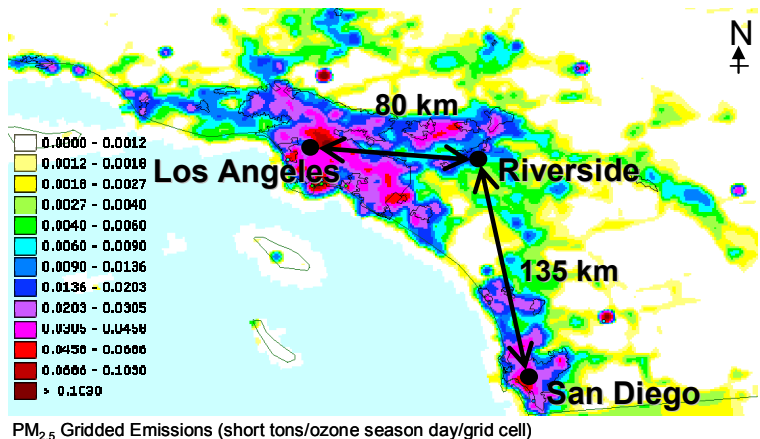 N
80 km
Los Angeles
Riverside
135 km
San Diego
0.0000 - 0.0012
0.0012 - 0.0018
0.0018 - 0.0027
0.0027 - 0.0040
0.0040 - 0.0060
0.0060 - 0.0090
0.0090 - 0.0136
0.0136 - 0.0203
0.0203 - 0.0305
0.0305 - 0.0458
0.0458 - 0.0686
0.0686 - 0.1030
> 0.1030
PM2.5 Gridded Emissions (short tons/ozone season day/grid cell)